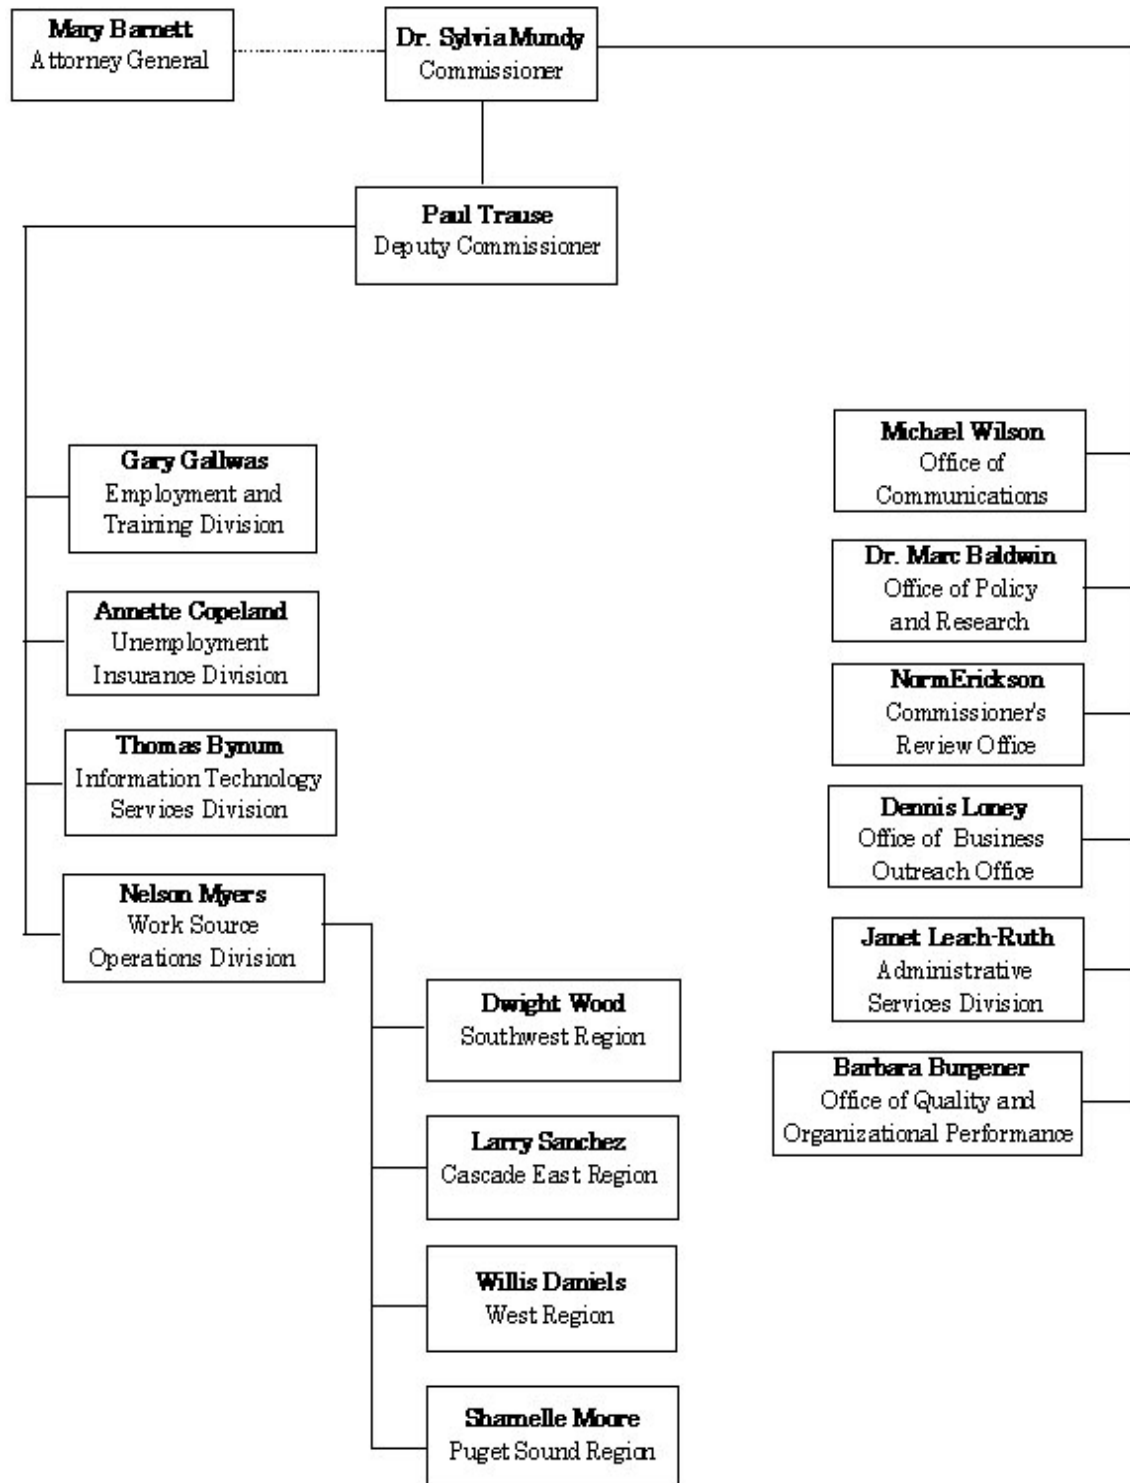 Mary Barnett
Attorney General
Dr. Sylvia Mundy
Commissioner
Paul Trause
Deputy Commissioner
Gary Gallwas
Employment and
Training Division
Annette Copeland
Unemployment
Insurance Division
Thomas Bynum
Information Technology
Services Division
Nelson Myers
Work Source
Operations Division
Dwight Wood
Southwest Region
Larry Sanchez
Cascade East Region
Willis Daniels
West Region
Sharnelle Moore
Puget Sound Region
Michael Wilson
Office of
Communications
Dr. Marc Baldwin
Office of Policy
and Research
Norm Erickson
Commissioner's
Review Office
Dennis Loney
Office of Business
Outreach Office
Janet Leach-Ruth
Administrative
Services Division
Barbara Burgener
Office of Quality and
Organizational Performance